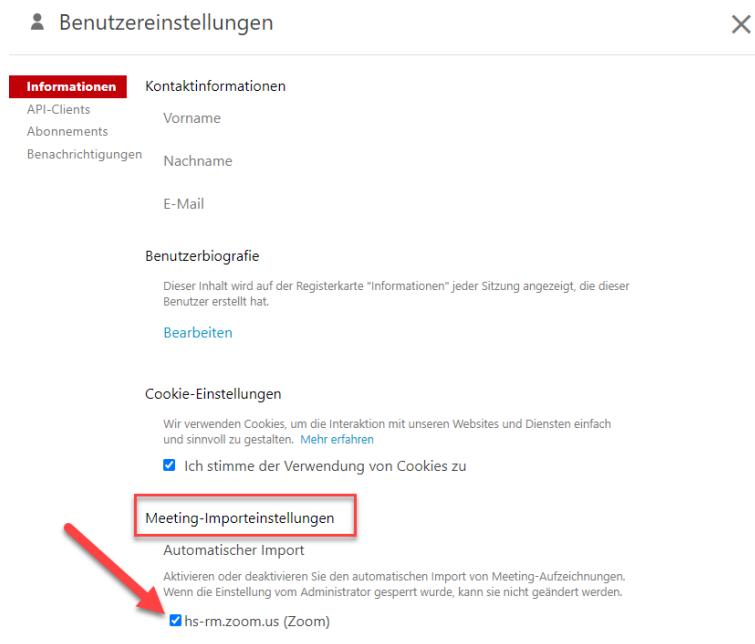 Benutzereinstellungen
Informationen
API-Clients
Abonnements
Benachrichtigungen
Kontaktinformationen
Vorname
Nachname
E-Mail
Benutzerbiografie
Dieser Inhalt wird auf der Registerkarte "Informationen" jeder Sitzung angezeigt, die dieser
Benutzer erstellt hat.
Bearbeiten
Cookie-Einstellungen
Wir verwenden Cookies, um die Interaktion mit unseren Websites und Diensten einfach
und sinnvoll zu gestalten. Mehr erfahren
Ich stimme der Verwendung von Cookies zu
Meeting-Importeinstellungen
Automatischer Import
Aktivieren oder deaktivieren Sie den automatischen Import von Meeting-Aufzeichnungen.
Wenn die Einstellung vom Administrator gesperrt wurde, kann sie nicht geändert werden.
hs-rm.zoom.us (Zoom)